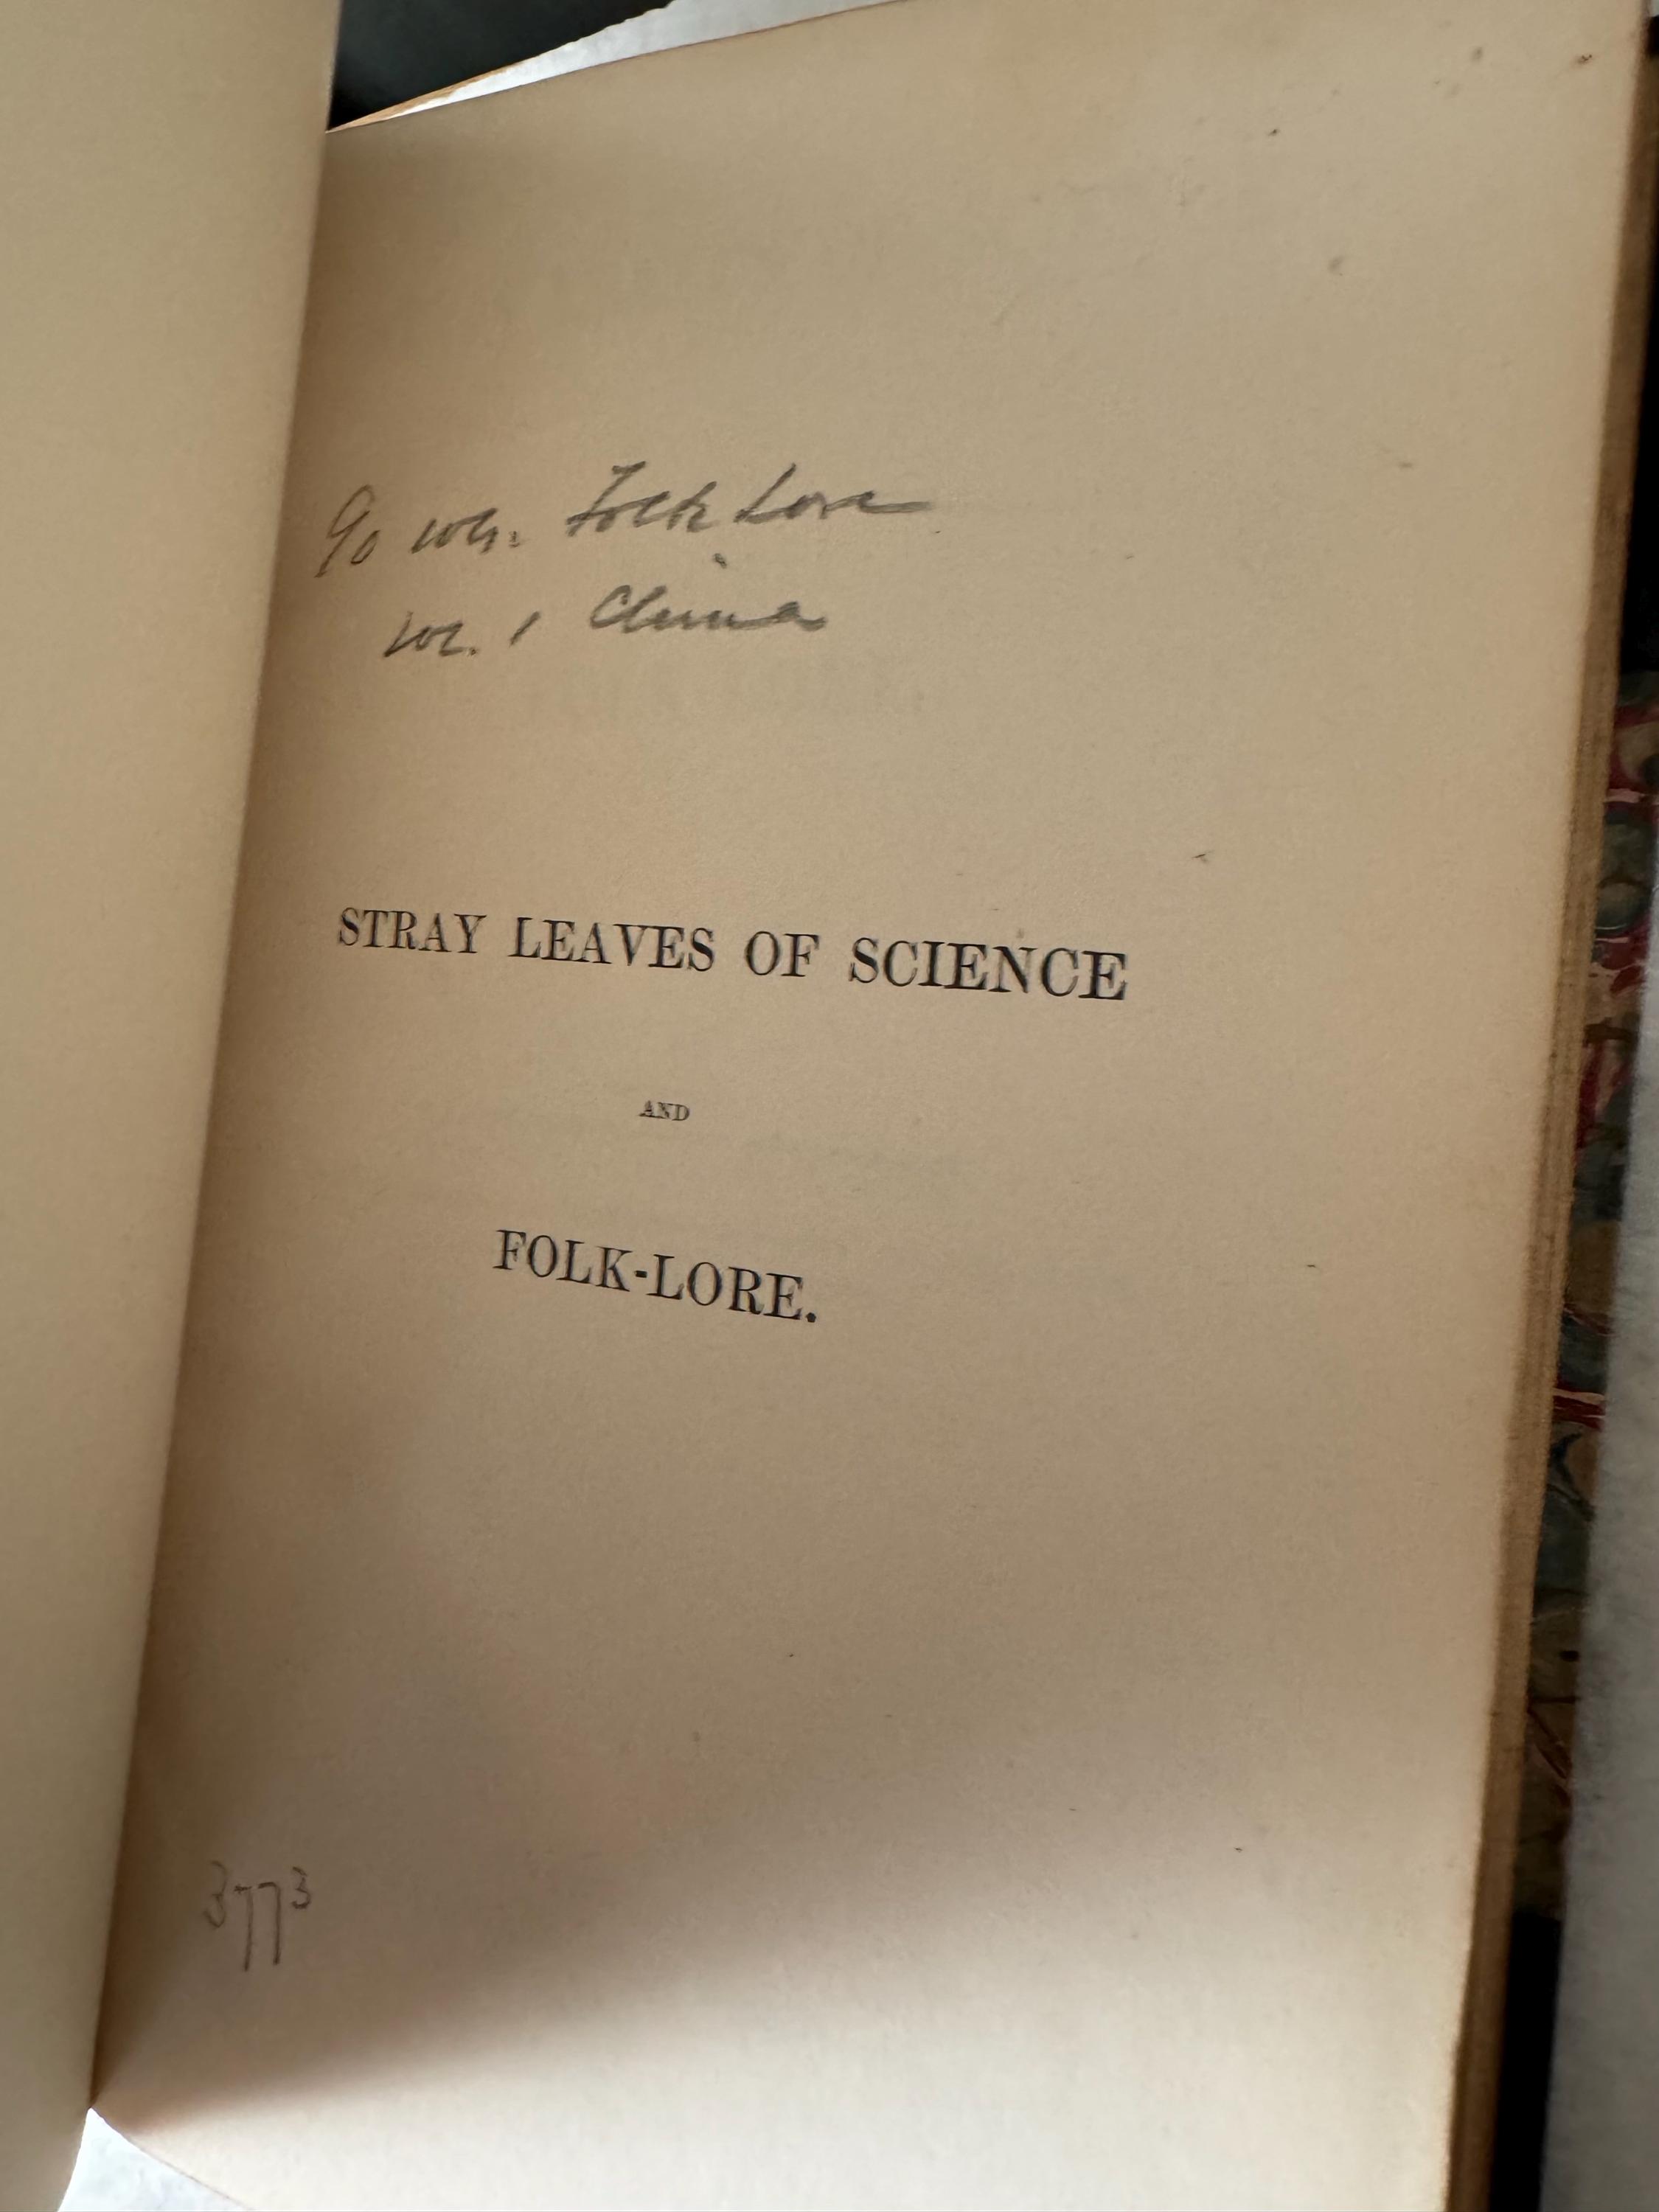 Go wh. Folk Lore
vol. 1 China
STRAY LEAVES OF SCIENCE
AND
FOLK-LORE.
3773